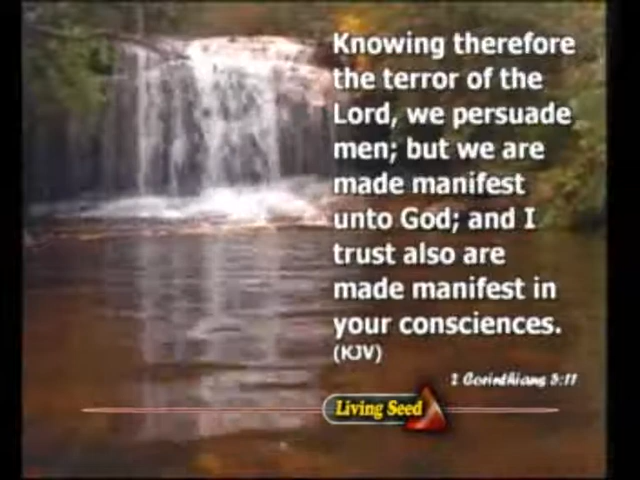 Knowing therefore
the terror of the
Lord, we persuade
men; but we are
made manifest
unto God; and I
trust also are
made manifest in
your consciences.
(KJV)
2 Corinthians 5:11
Living Seed